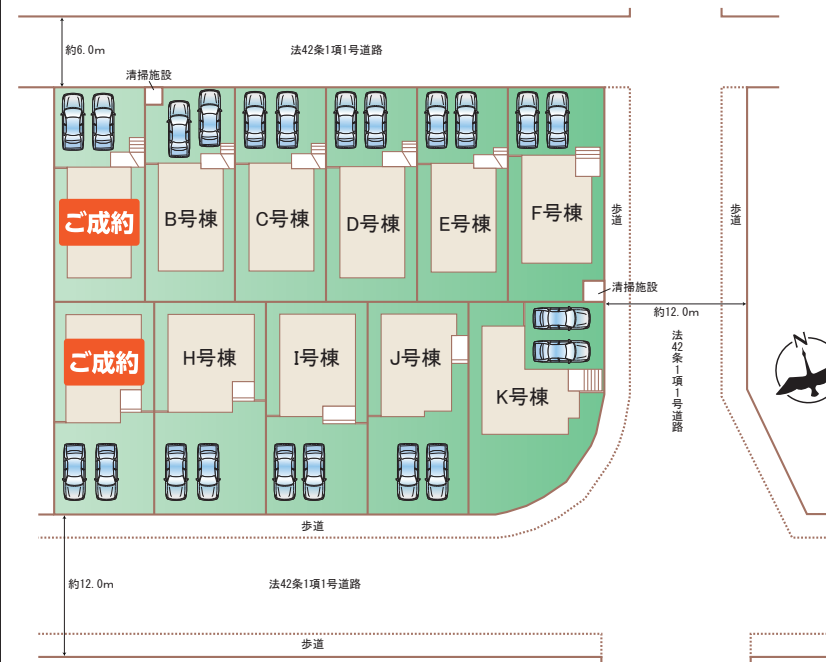 約6.0m
法42条1項1号道路
清掃施設
ご成約
B号棟
C号棟
D号棟
E号棟
F号棟
歩道
歩道
清掃施設
約12.0m
法42条1項1号道路
N
ご成約
H号棟
I号棟
J号棟
K号棟
歩道
約12.0m
法42条1項1号道路
歩道